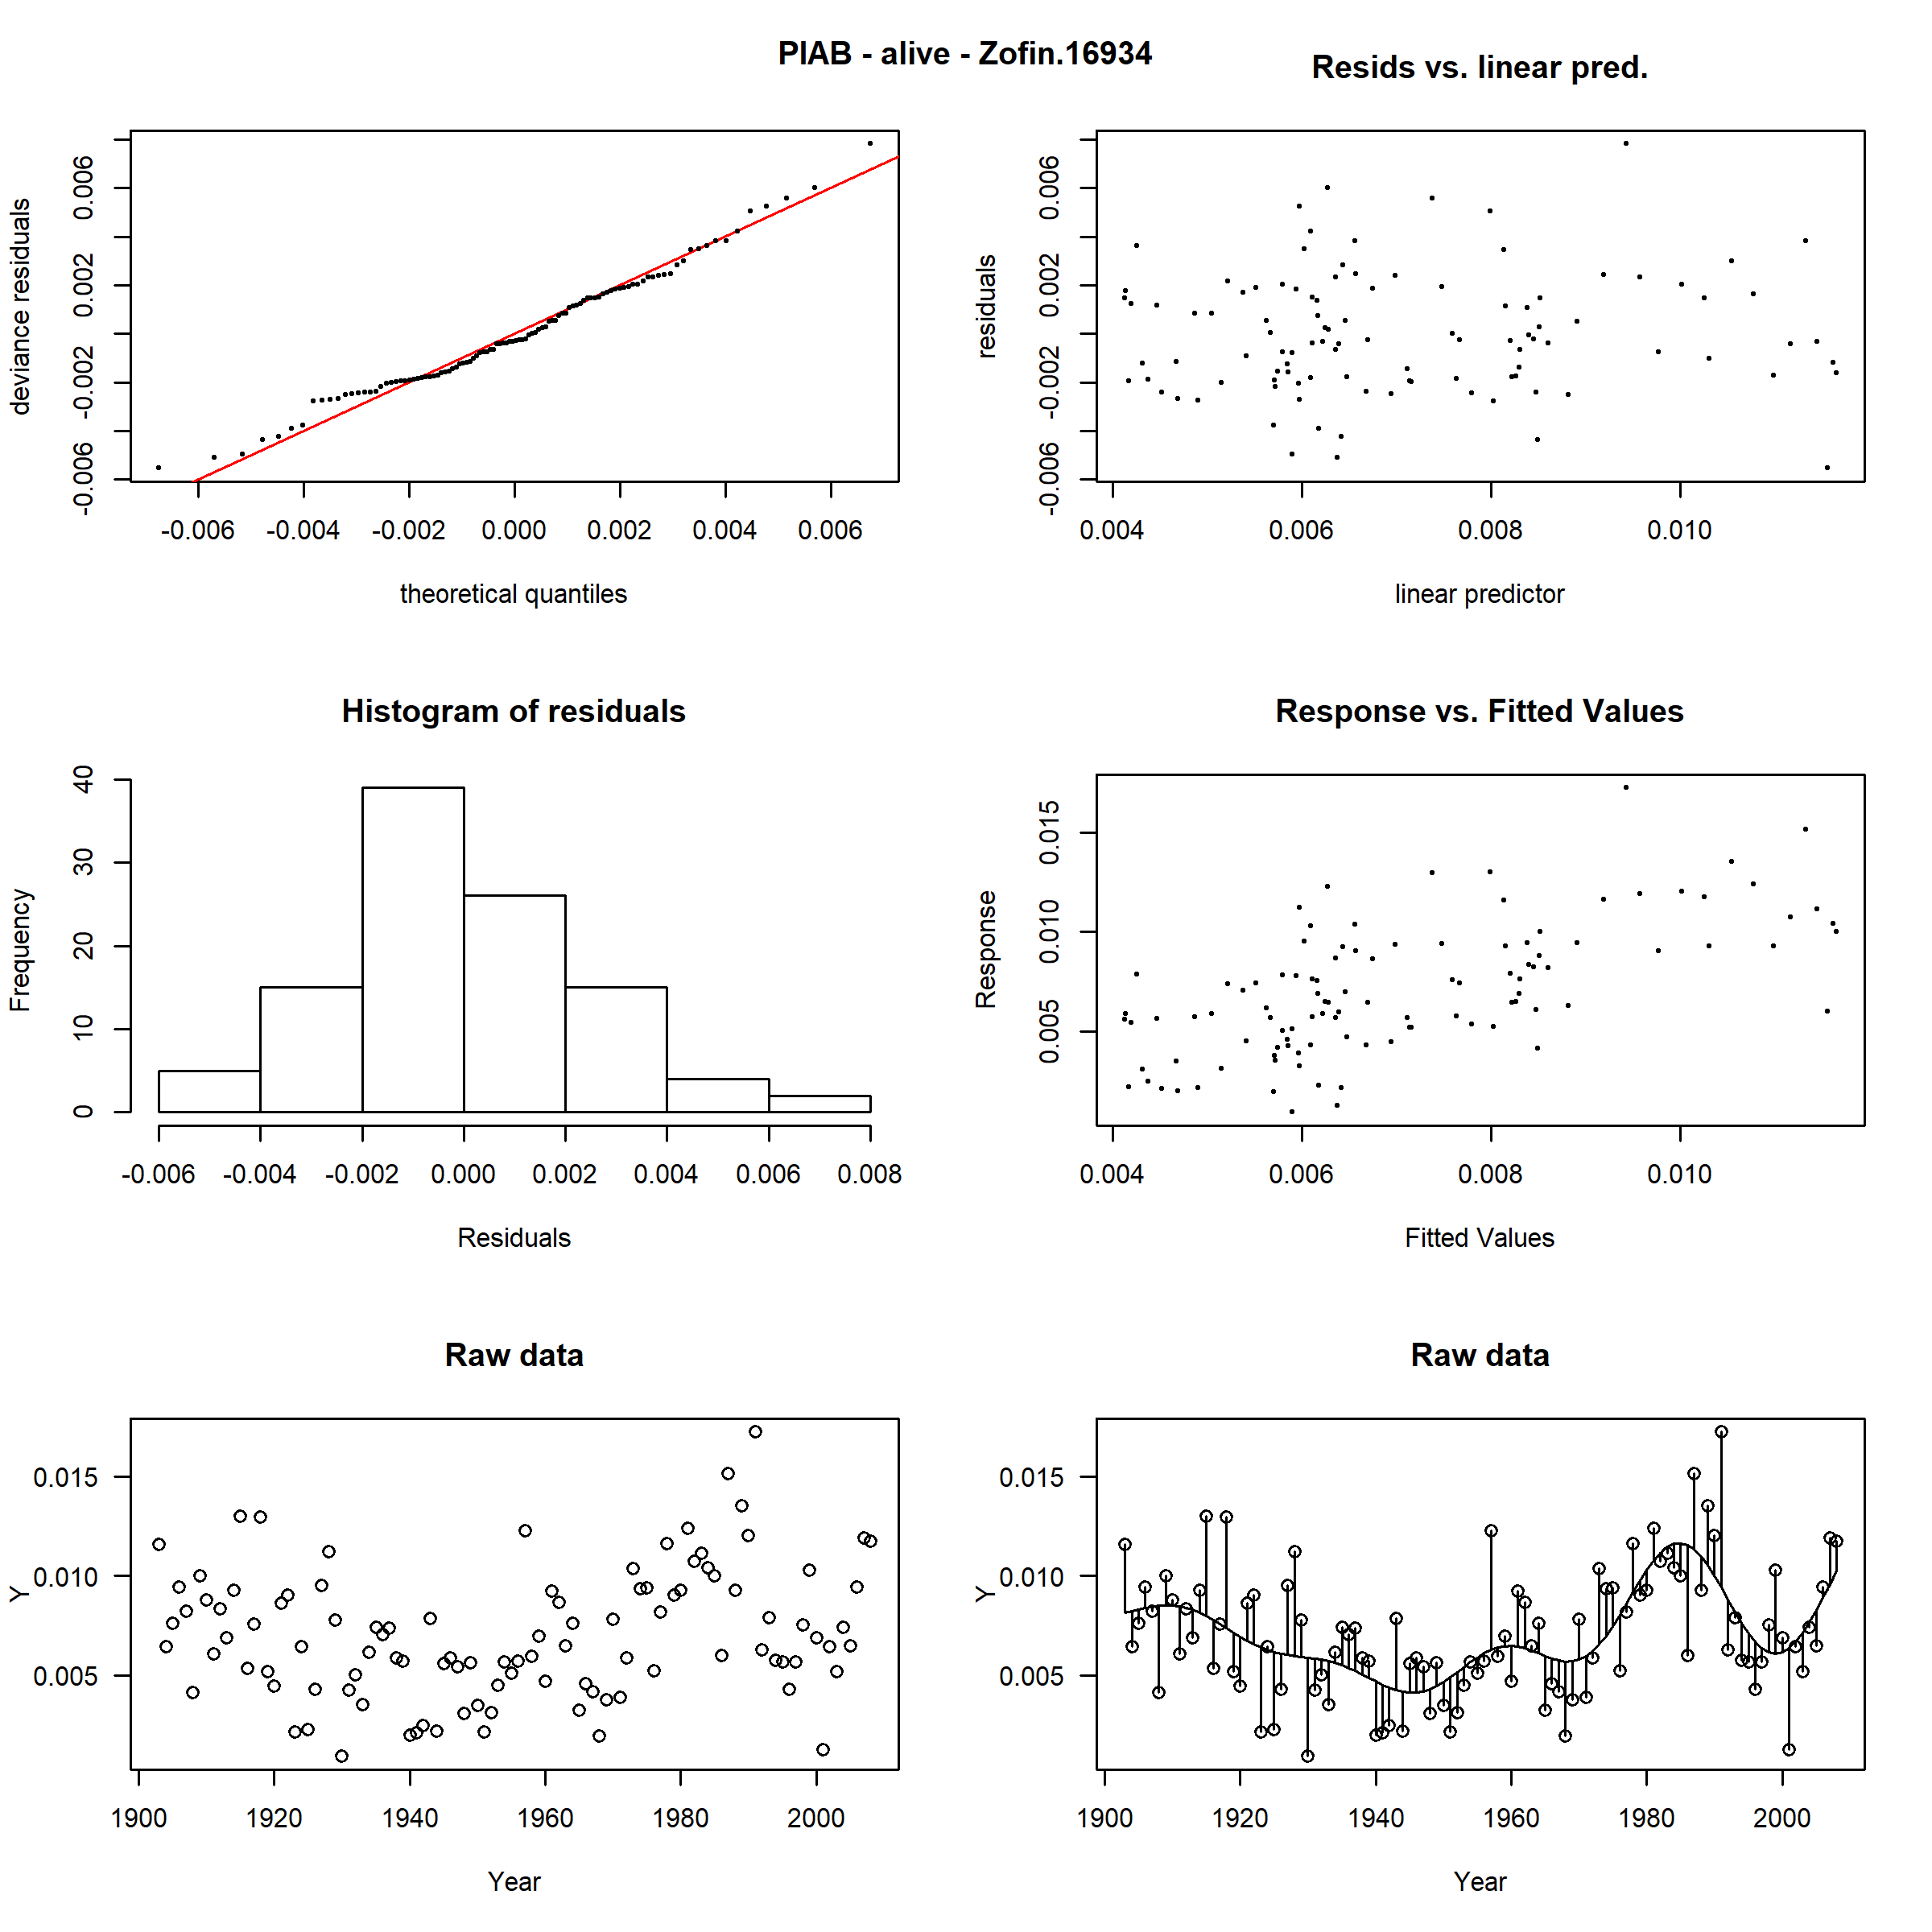 PIAB - alive - Zofin.16934
Resids vs. linear pred.
deviance residuals
-0.006 -0.002 0.002 0.006
-0.006 -0.004 -0.002 0.000 0.002 0.004 0.006
theoretical quantiles
residuals
-0.006 -0.002 0.002 0.006
0.004 0.006 0.008 0.010
linear predictor
Histogram of residuals
Frequency
0 10 20 30 40
-0.006 -0.004 -0.002 0.000 0.002 0.004 0.006 0.008
Residuals
Response vs. Fitted Values
Response
0.005 0.010 0.015
0.004 0.006 0.008 0.010
Fitted Values
Raw data
Y
0.015
0.010
0.005
1900 1920 1940 1960 1980 2000
Year
Raw data
Y
0.015
0.010
0.005
1900 1920 1940 1960 1980 2000
Year